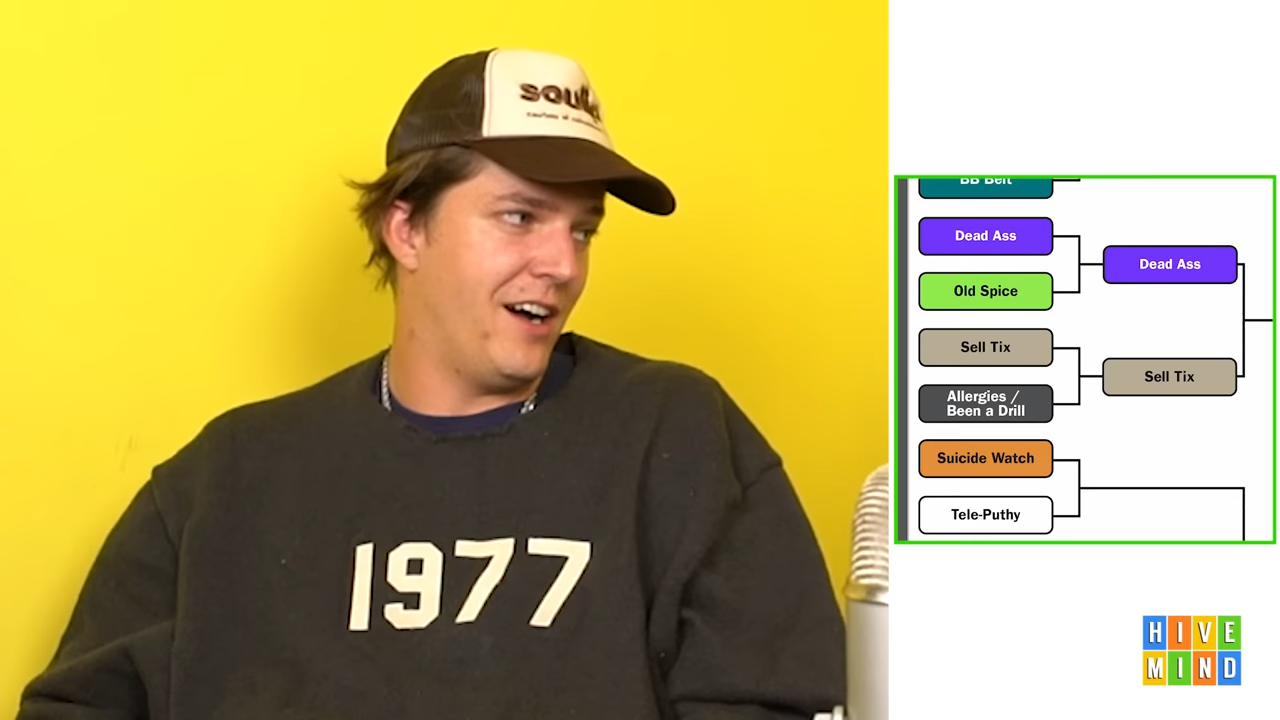 1977
BB Belt
Dead Ass
Old Spice
Sell Tix
Allergies /
Been a Drill
Suicide Watch
Tele-Puthy
Dead Ass
Sell Tix
HIVE
MIND